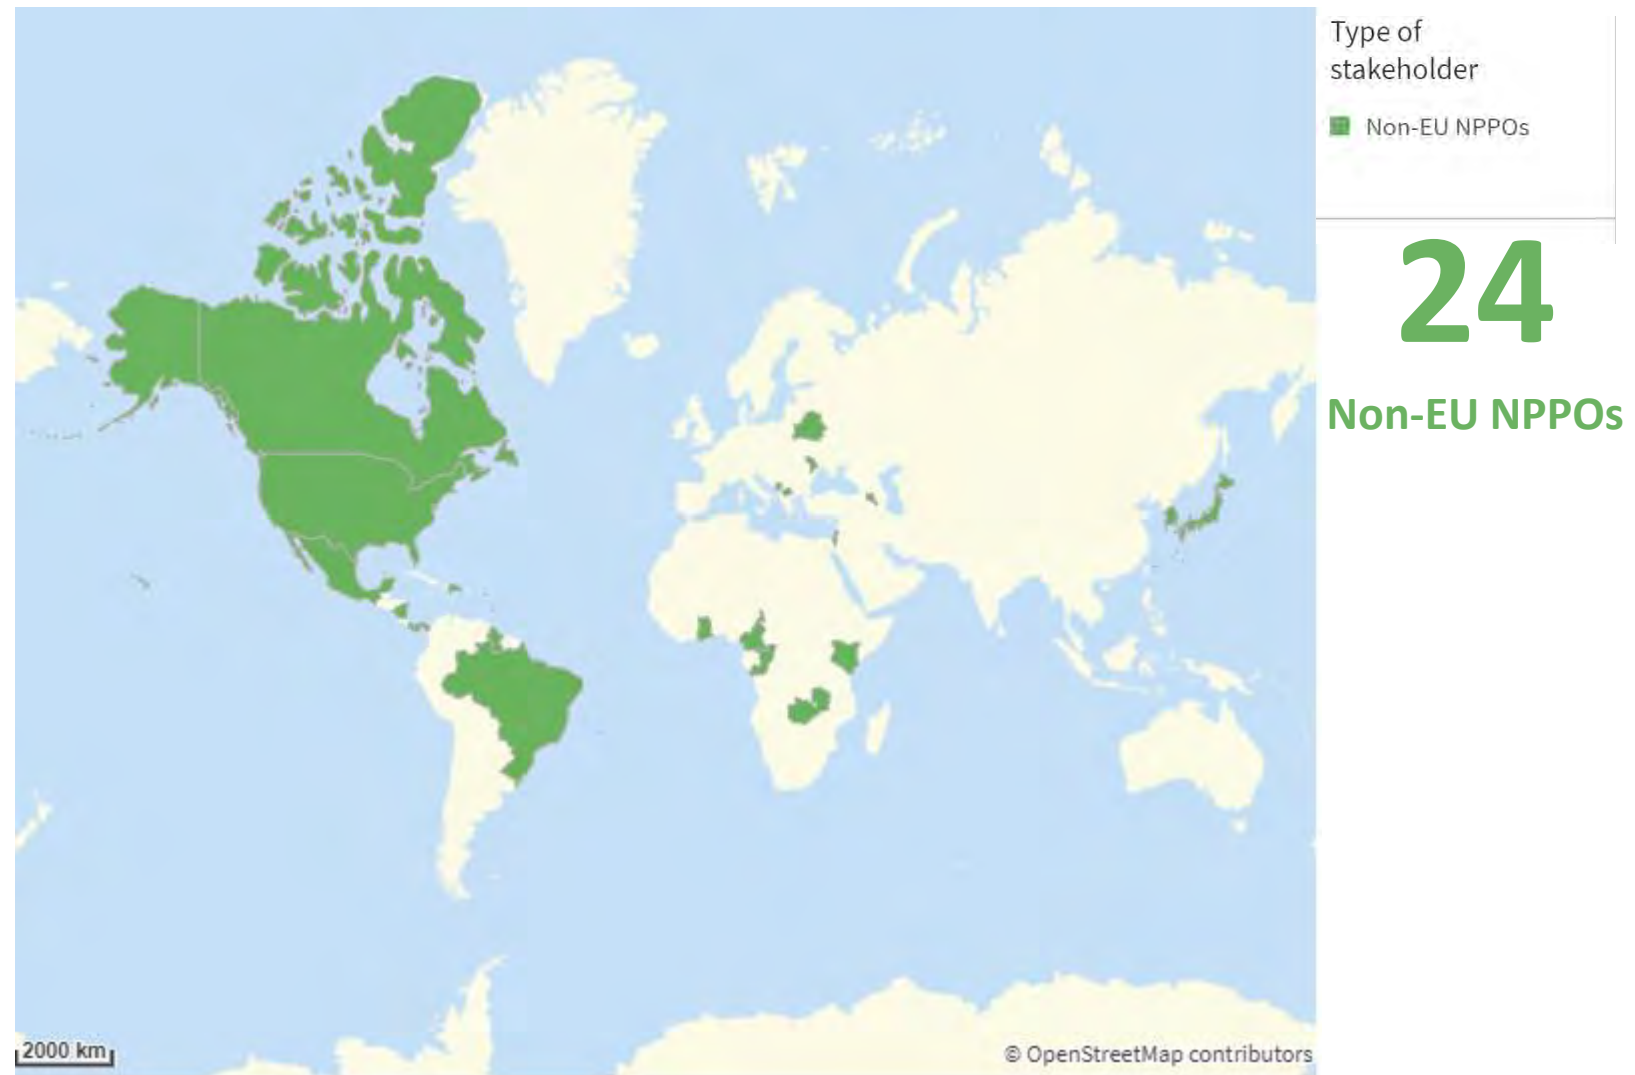 Type of
stakeholder
Non-EU NPPOs
24
Non-EU NPPOs
2000 km
© OpenStreetMap contributors